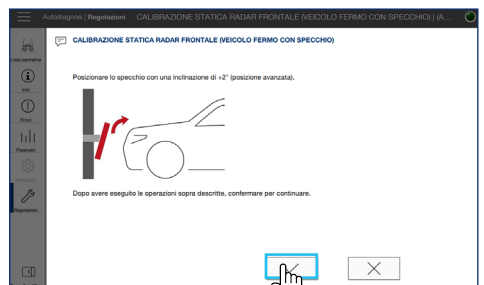 Autodiagnosi | Regolazioni CALIBRAZIONE STATICA RADAR FRONTALE (VEICOLO FERMO CON SPECCHIO) | (A...
CALIBRAZIONE STATICA RADAR FRONTALE (VEICOLO FERMO CON SPECCHIO)
Lista centraline
Info
Errori
Parametri
Regolazioni
Posizionare lo specchio con una inclinazione di +2° (posizione avanzata).
Dopo avere eseguito le operazioni sopra descritte, confermare per continuare.